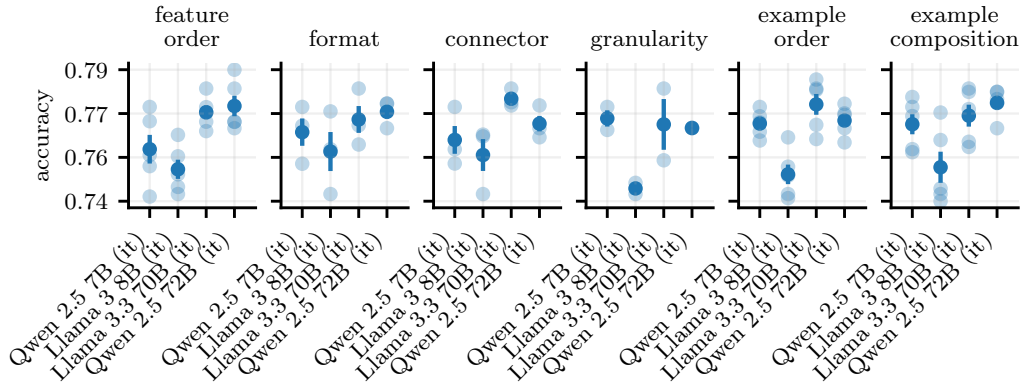 feature
order
format
connector
granularity
example
order
example
composition
accuracy
0.79
0.77
0.76
0.74
Qwen 2.5 7B (it)
Llama 3 8B (it)
Llama 3.3 70B (it)
Qwen 2.5 72B (it)
Qwen 2.5 7B (it)
Llama 3 8B (it)
Llama 3.3 70B (it)
Qwen 2.5 72B (it)
Qwen 2.5 7B (it)
Llama 3 8B (it)
Llama 3.3 70B (it)
Qwen 2.5 72B (it)
Qwen 2.5 7B (it)
Llama 3 8B (it)
Llama 3.3 70B (it)
Qwen 2.5 72B (it)
Qwen 2.5 7B (it)
Llama 3 8B (it)
Llama 3.3 70B (it)
Qwen 2.5 72B (it)
Qwen 2.5 7B (it)
Llama 3 8B (it)
Llama 3.3 70B (it)
Qwen 2.5 72B (it)